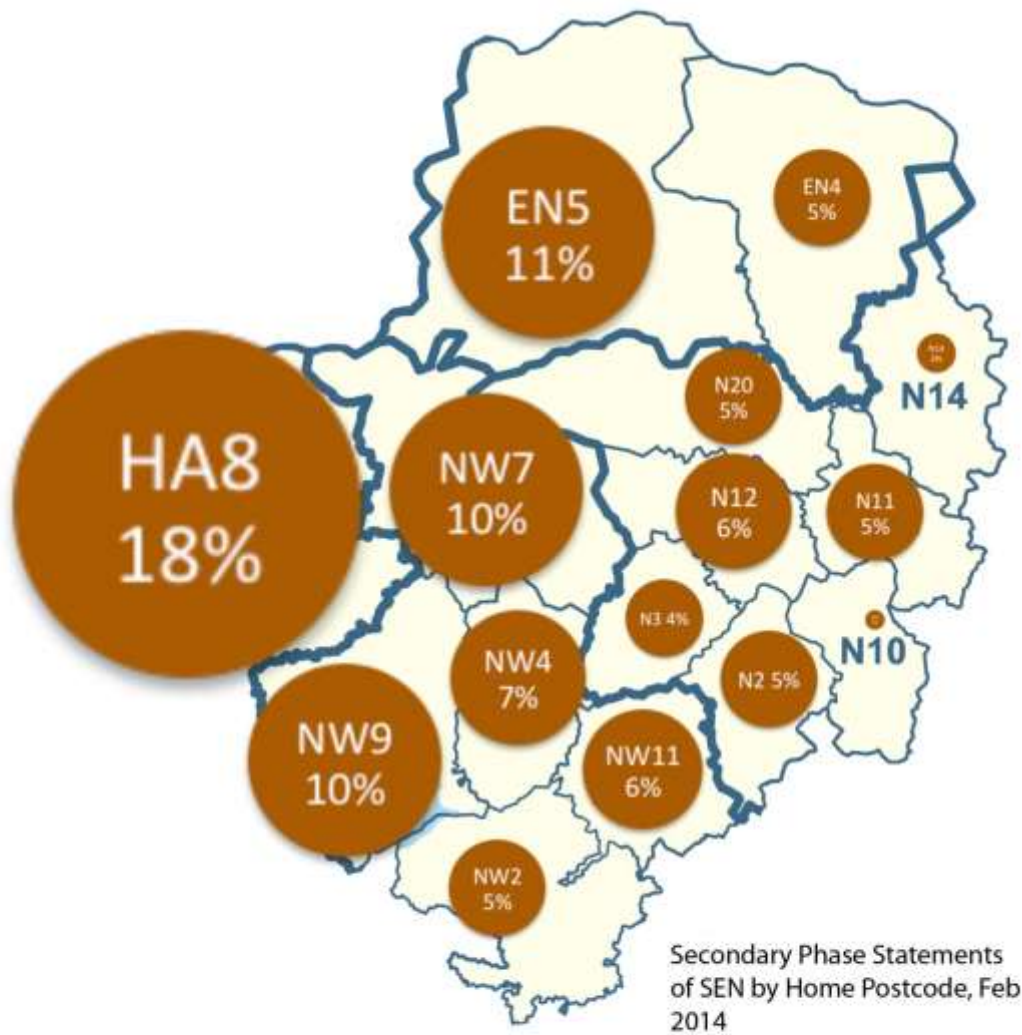 EN5
11%
EN4
5%
N14
N20
5%
HA8
18%
NW7
10%
N12
6%
N11
5%
N3 4%
N10
NW4
7%
N2 5%
NW9
10%
NW11
6%
NW2
5%
Secondary Phase Statements
of SEN by Home Postcode, Feb
2014